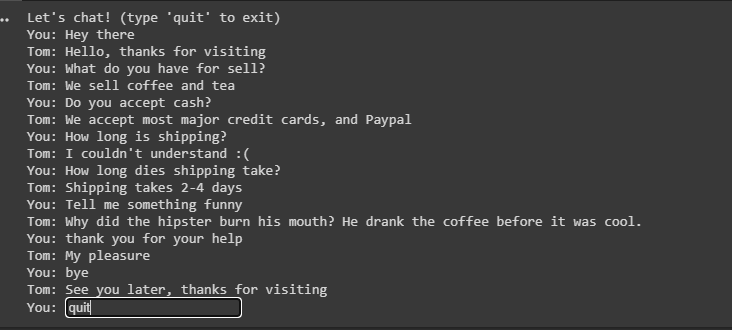 Let's chat! (type 'quit' to exit)
You: Hey there
Tom: Hello, thanks for visiting
You: What do you have for sell?
Tom: We sell coffee and tea
You: Do you accept cash?
Tom: We accept most major credit cards, and Paypal
You: How long is shipping?
Tom: I couldn't understand :(
You: How long dies shipping take?
Tom: Shipping takes 2-4 days
You: Tell me something funny
Tom: Why did the hipster burn his mouth? He drank the coffee before it was cool.
You: thank you for your help
Tom: My pleasure
You: bye
Tom: See you later, thanks for visiting
You: quit